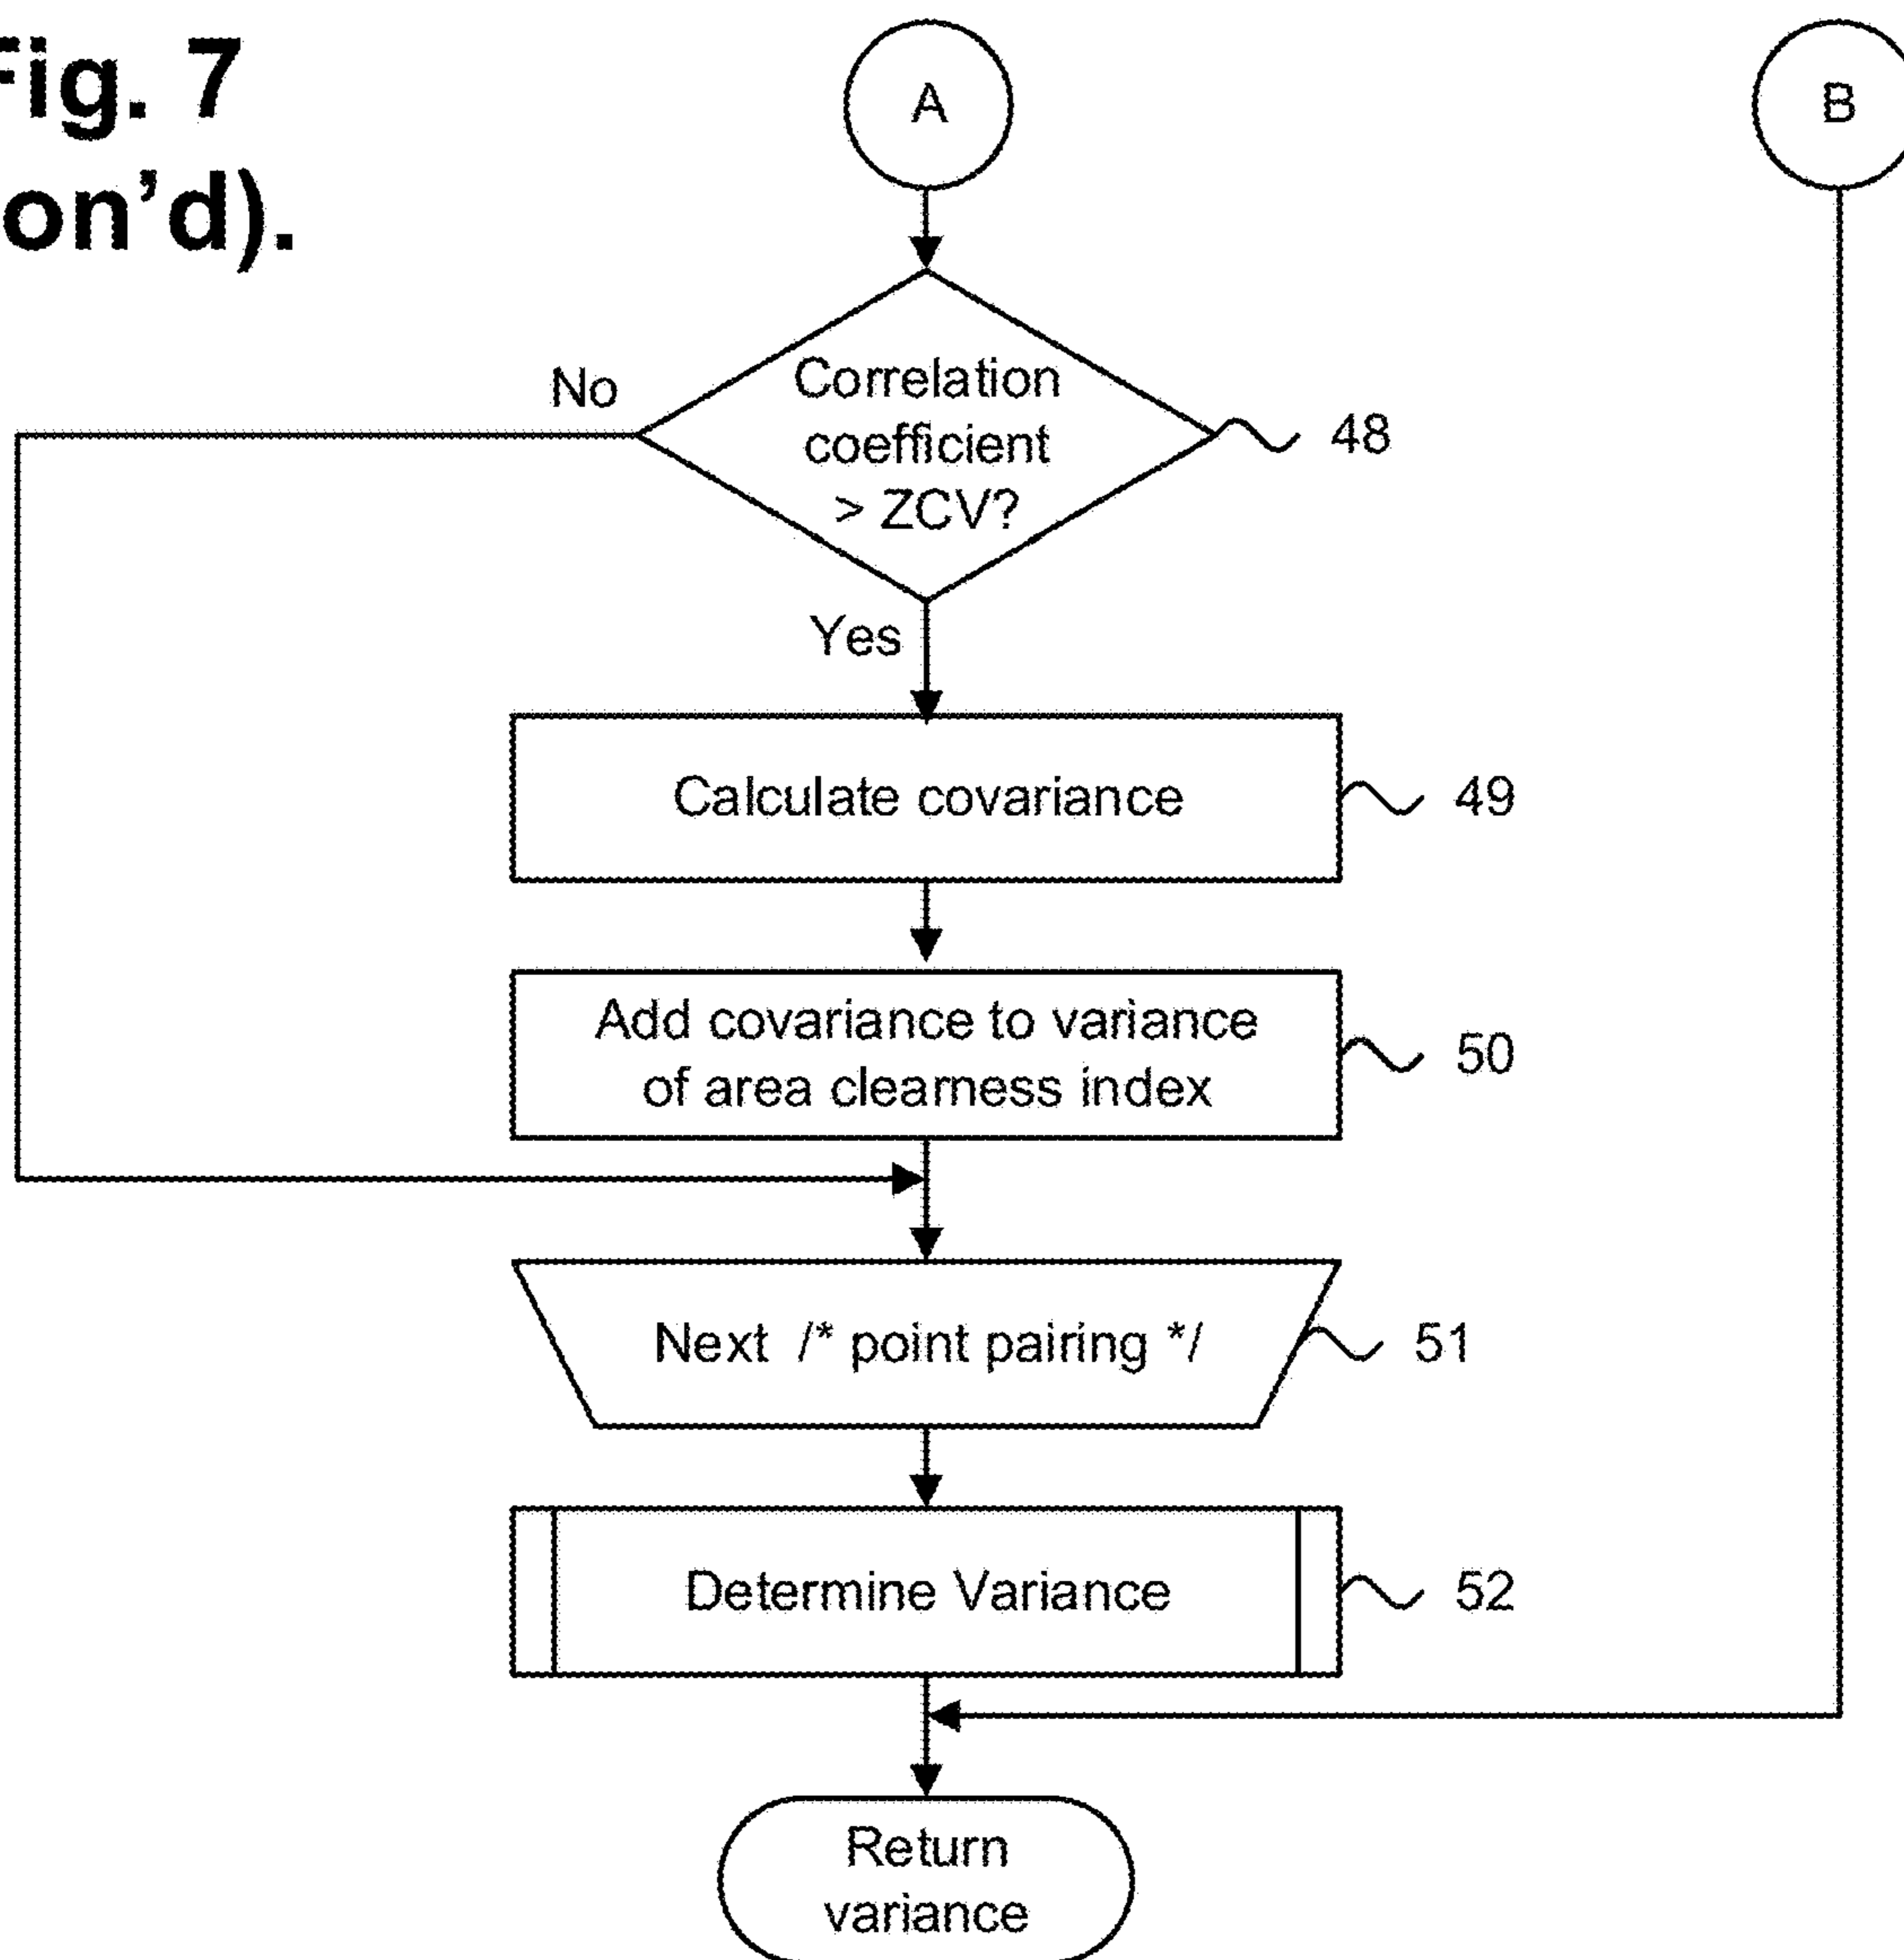 Fig. 7
on'd).
A
B
No
Correlation
coefficient
> ZCV?
48
Yes
Calculate covariance
49
Add covariance to variance
of area clearness index
50
Next /* point pairing */
51
Determine Variance
52
Return
variance